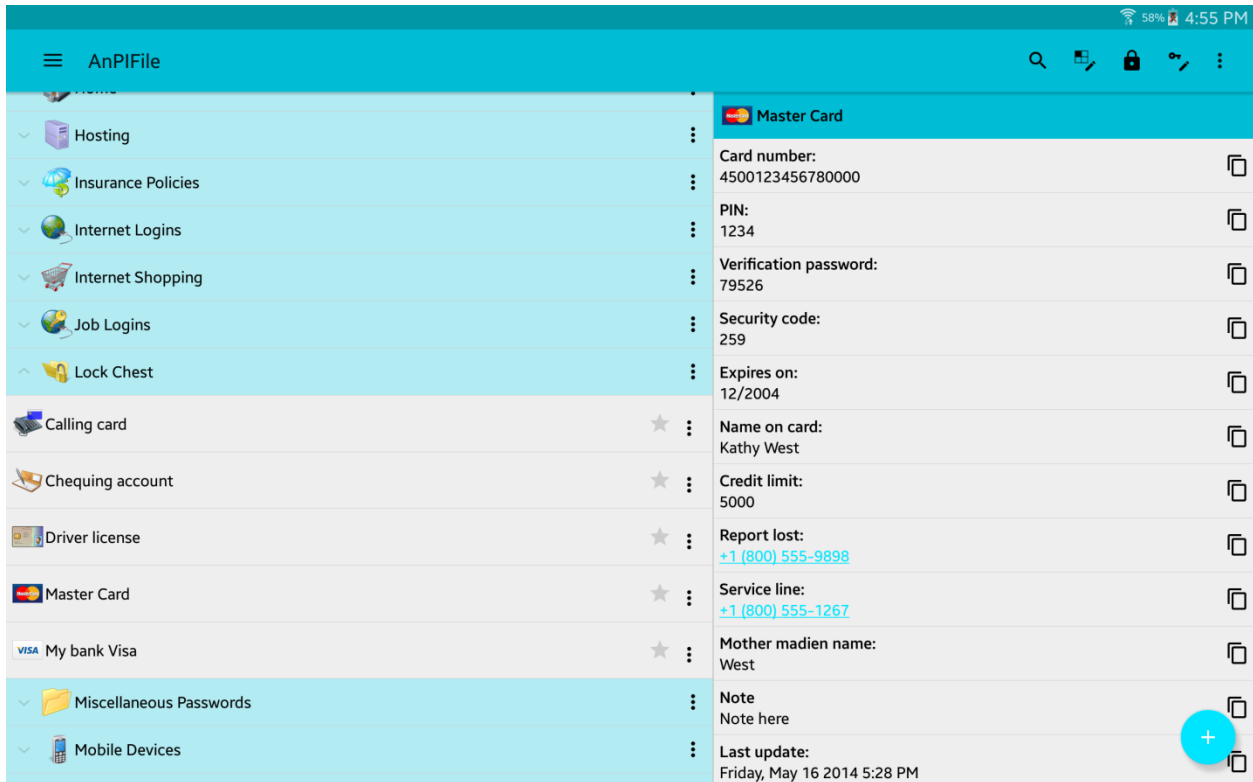 58% 4:55 PM
AnPIFile
Home
Hosting
Insurance Policies
Internet Logins
Internet Shopping
Job Logins
Lock Chest
Calling card
Chequing account
Driver license
Master Card
VISA My bank Visa
Miscellaneous Passwords
Mobile Devices
Master Card
Card number:
4500123456780000
PIN:
1234
Verification password:
79526
Security code:
259
Expires on:
12/2004
Name on card:
Kathy West
Credit limit:
5000
Report lost:
+1 (800) 555-9898
Service line:
+1 (800) 555-1267
Mother madien name:
West
Note
Note here
Last update:
Friday, May 16 2014 5:28 PM